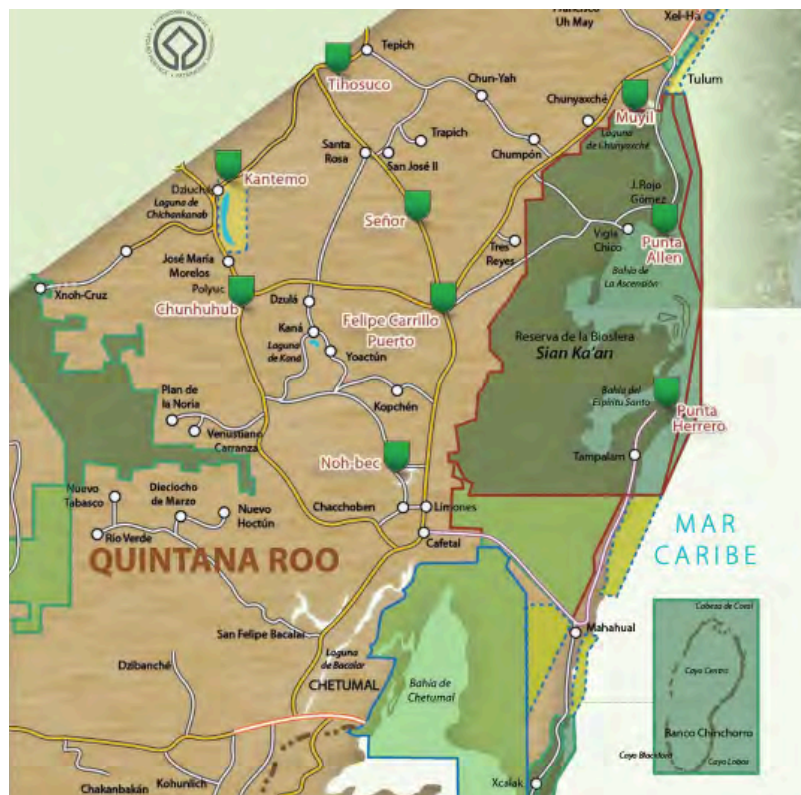 Uh May
Xel-Há
Tepich
Tihosuco
Chun-Yah
Tulum
Chunyaxché
Muyil
Laguna
de Chunyaxché
Trapich
Santa
Rosa
San José II
Chumpón
Kantemo
Dziuché
Laguna de
Chichankanab
J. Rojo
Gómez
Señor
Vigía
Chico
Punta
Allen
Tres
Reyes
José María
Morelos
Bahía de
La Ascensión
Xnoh-Cruz
Polyuc
Chunhuhub
Dzulá
Felipe Carrillo
Puerto
Kaná
Laguna
de Kaná
Yoactún
Reserva de la Biosfera
Sian Ka'an
Plan de
la Noria
Kopchén
Bahía del
Espíritu Santo
Punta
Herrero
Venustiano
Carranza
Noh-bec
Tampalam
Nuevo
Tabasco
Dieciocho
de Marzo
Nuevo
Hoctún
Chacchoben
Limones
Río Verde
Cafetal
QUINTANA ROO
MAR
CARIBE
San Felipe Bacalar
Mahahual
Cabeza de Coral
Dzibanché
Laguna
de Bacalar
Cayo Centro
CHETUMAL
Bahía de
Chetumal
Banco Chinchorro
Cayo Lobos
Chakanbakán
Kohunlich
Xcalak